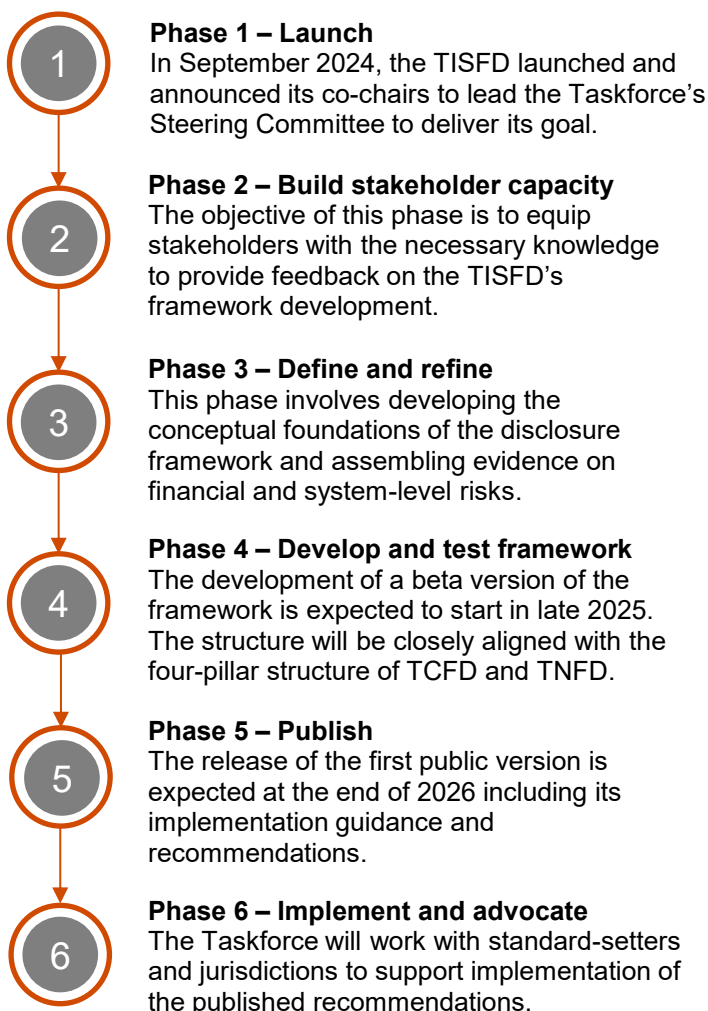 1
Phase 1 – Launch
In September 2024, the TISFD launched and
announced its co-chairs to lead the Taskforce’s
Steering Committee to deliver its goal.
2
Phase 2 – Build stakeholder capacity
The objective of this phase is to equip
stakeholders with the necessary knowledge
to provide feedback on the TISFD’s
framework development.
3
Phase 3 – Define and refine
This phase involves developing the
conceptual foundations of the disclosure
framework and assembling evidence on
financial and system-level risks.
4
Phase 4 – Develop and test framework
The development of a beta version of the
framework is expected to start in late 2025.
The structure will be closely aligned with the
four-pillar structure of TCFD and TNFD.
5
Phase 5 – Publish
The release of the first public version is
expected at the end of 2026 including its
implementation guidance and
recommendations.
6
Phase 6 – Implement and advocate
The Taskforce will work with standard-setters
and jurisdictions to support implementation of
the published recommendations.